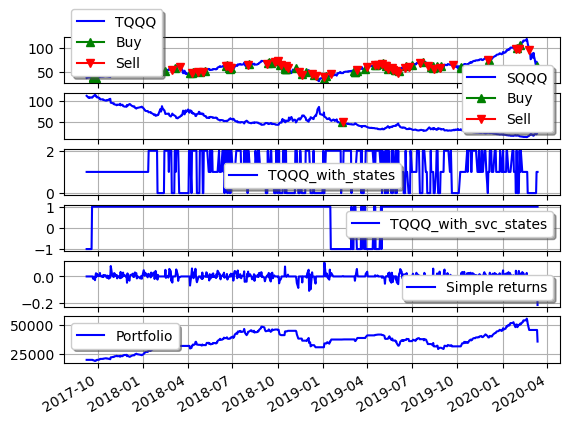 TQQQ
Buy
Sell
100
50
SQQQ
Buy
Sell
100
50
2
0
TQQQ_with_states
1
0
−1
TQQQ_with_svc_states
0.0
−0.2
Simple returns
50000
25000
Portfolio
2017-10
2018-01
2018-04
2018-07
2018-10
2019-01
2019-04
2019-07
2019-10
2020-01
2020-04